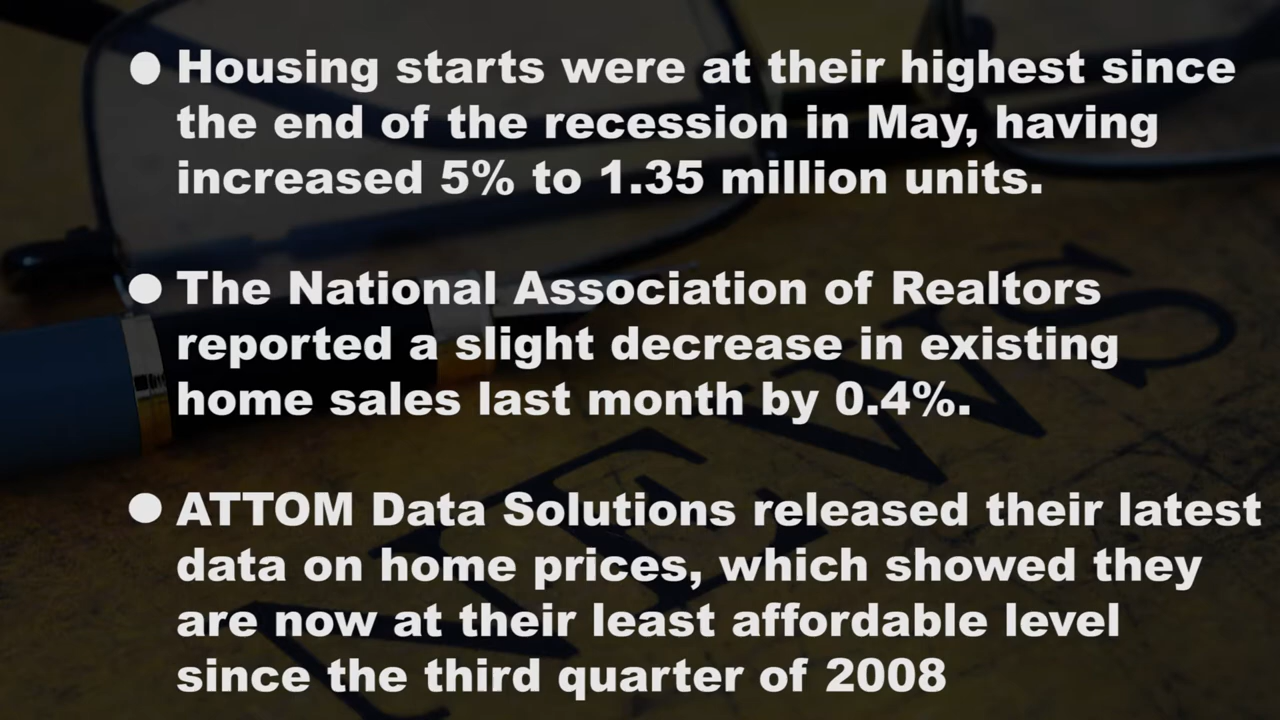 ● Housing starts were at their highest since
the end of the recession in May, having
increased 5% to 1.35 million units.
● The National Association of Realtors
reported a slight decrease in existing
home sales last month by 0.4%.
● ATTOM Data Solutions released their latest
data on home prices, which showed they
are now at their least affordable level
since the third quarter of 2008
NEWS